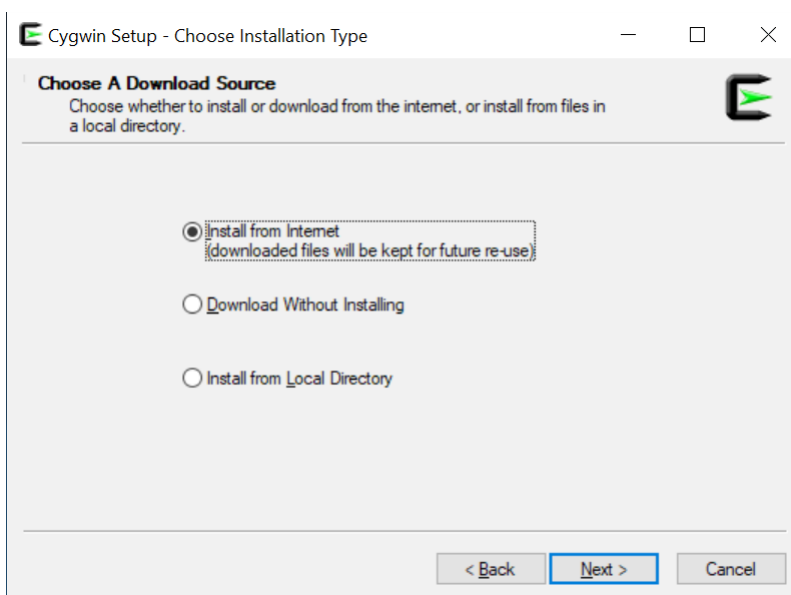 Cygwin Setup - Choose Installation Type
Choose A Download Source
Choose whether to install or download from the internet, or install from files in
a local directory.
Install from Internet
(downloaded files will be kept for future re-use)
Download Without Installing
Install from Local Directory
< Back
Next >
Cancel